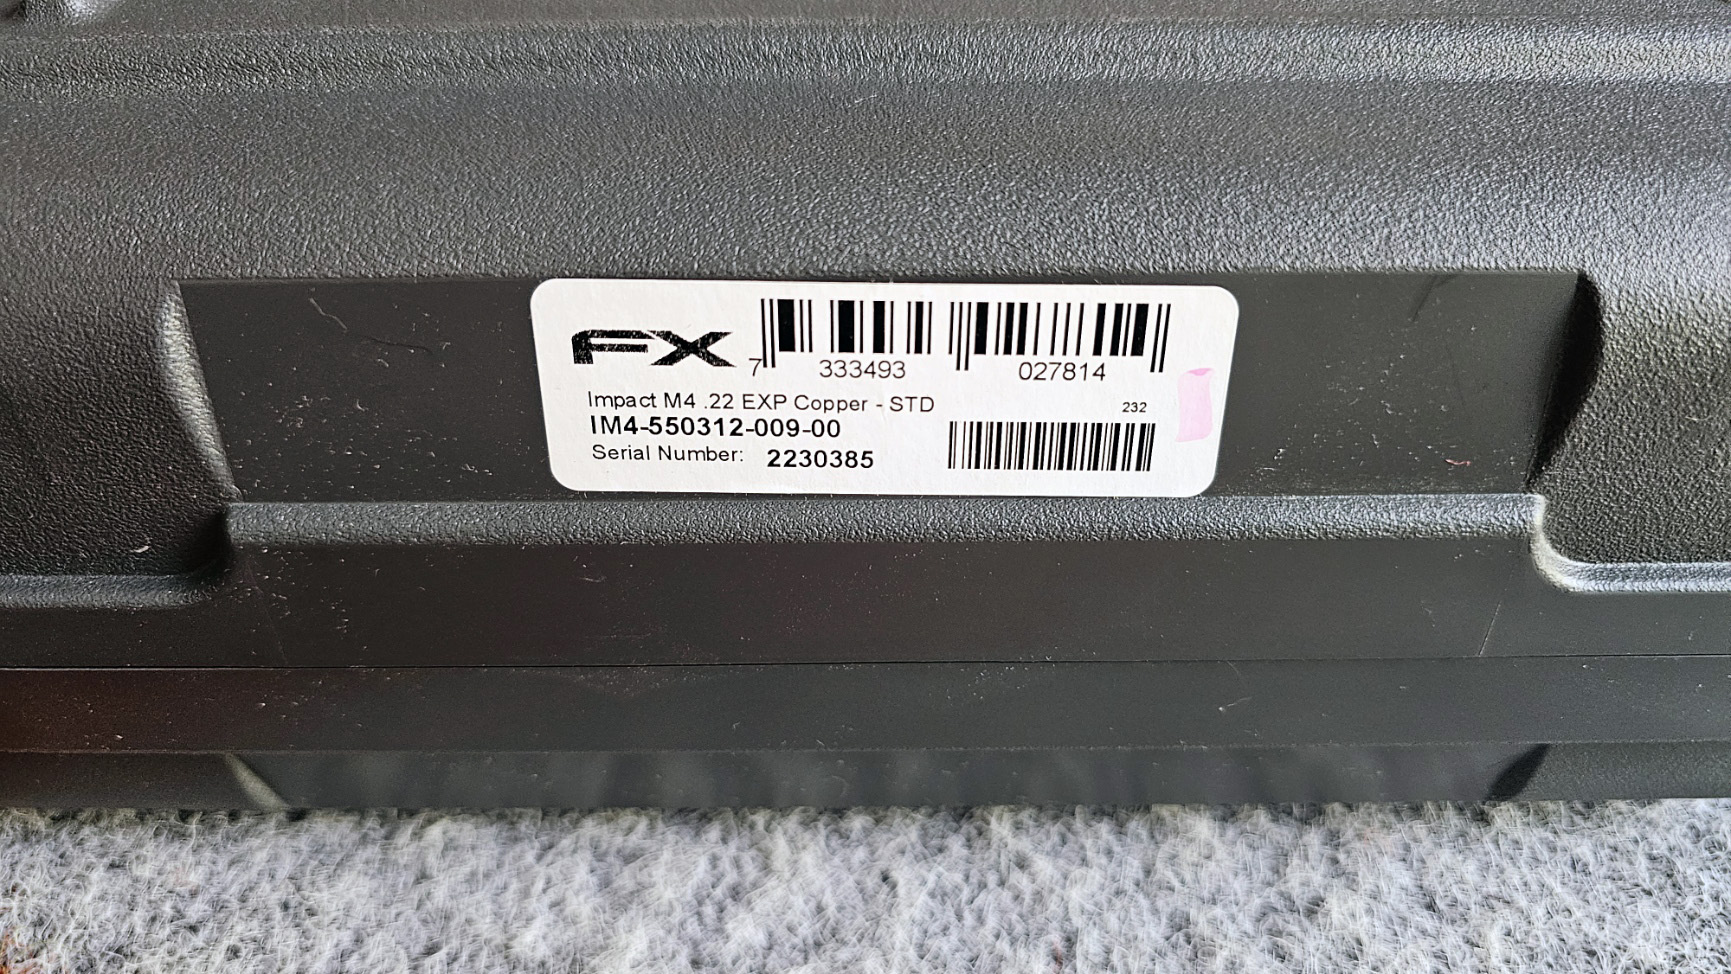 FX
7 333493 027814
Impact M4 .22 EXP Copper - STD
232
IM4-550312-009-00
Serial Number: 2230385